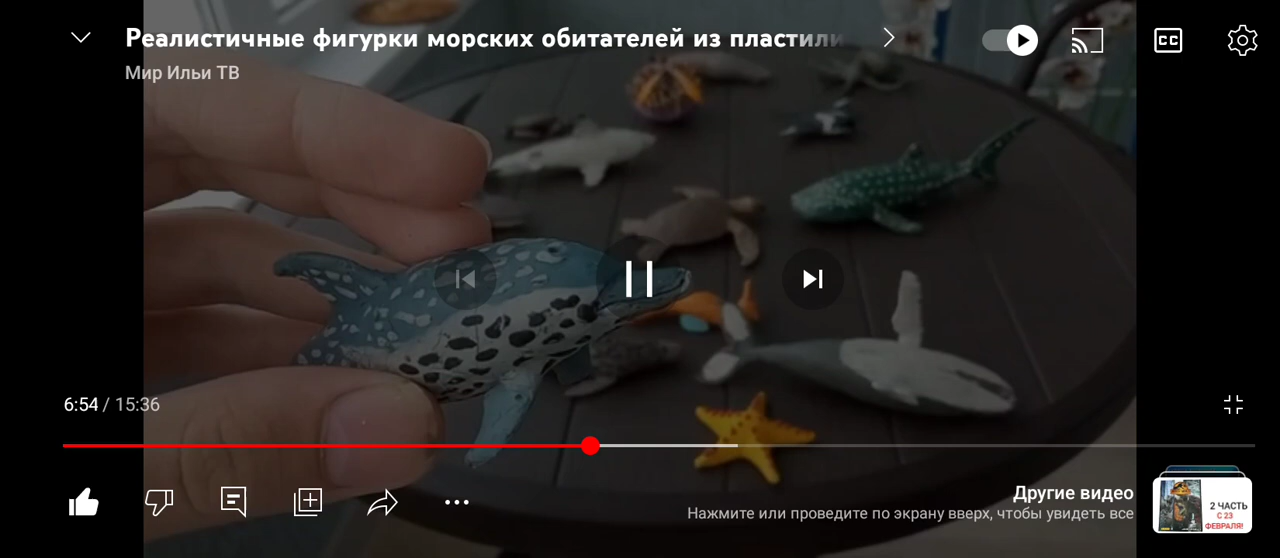 Реалистичные фигурки морских обитателей из пластили
Мир Ильи ТВ
CC
6:54 / 15:36
Другие видео
Нажмите или проведите по экрану вверх, чтобы увидеть все
2 ЧАСТЬ
С 23
ФЕВРАЛЯ!